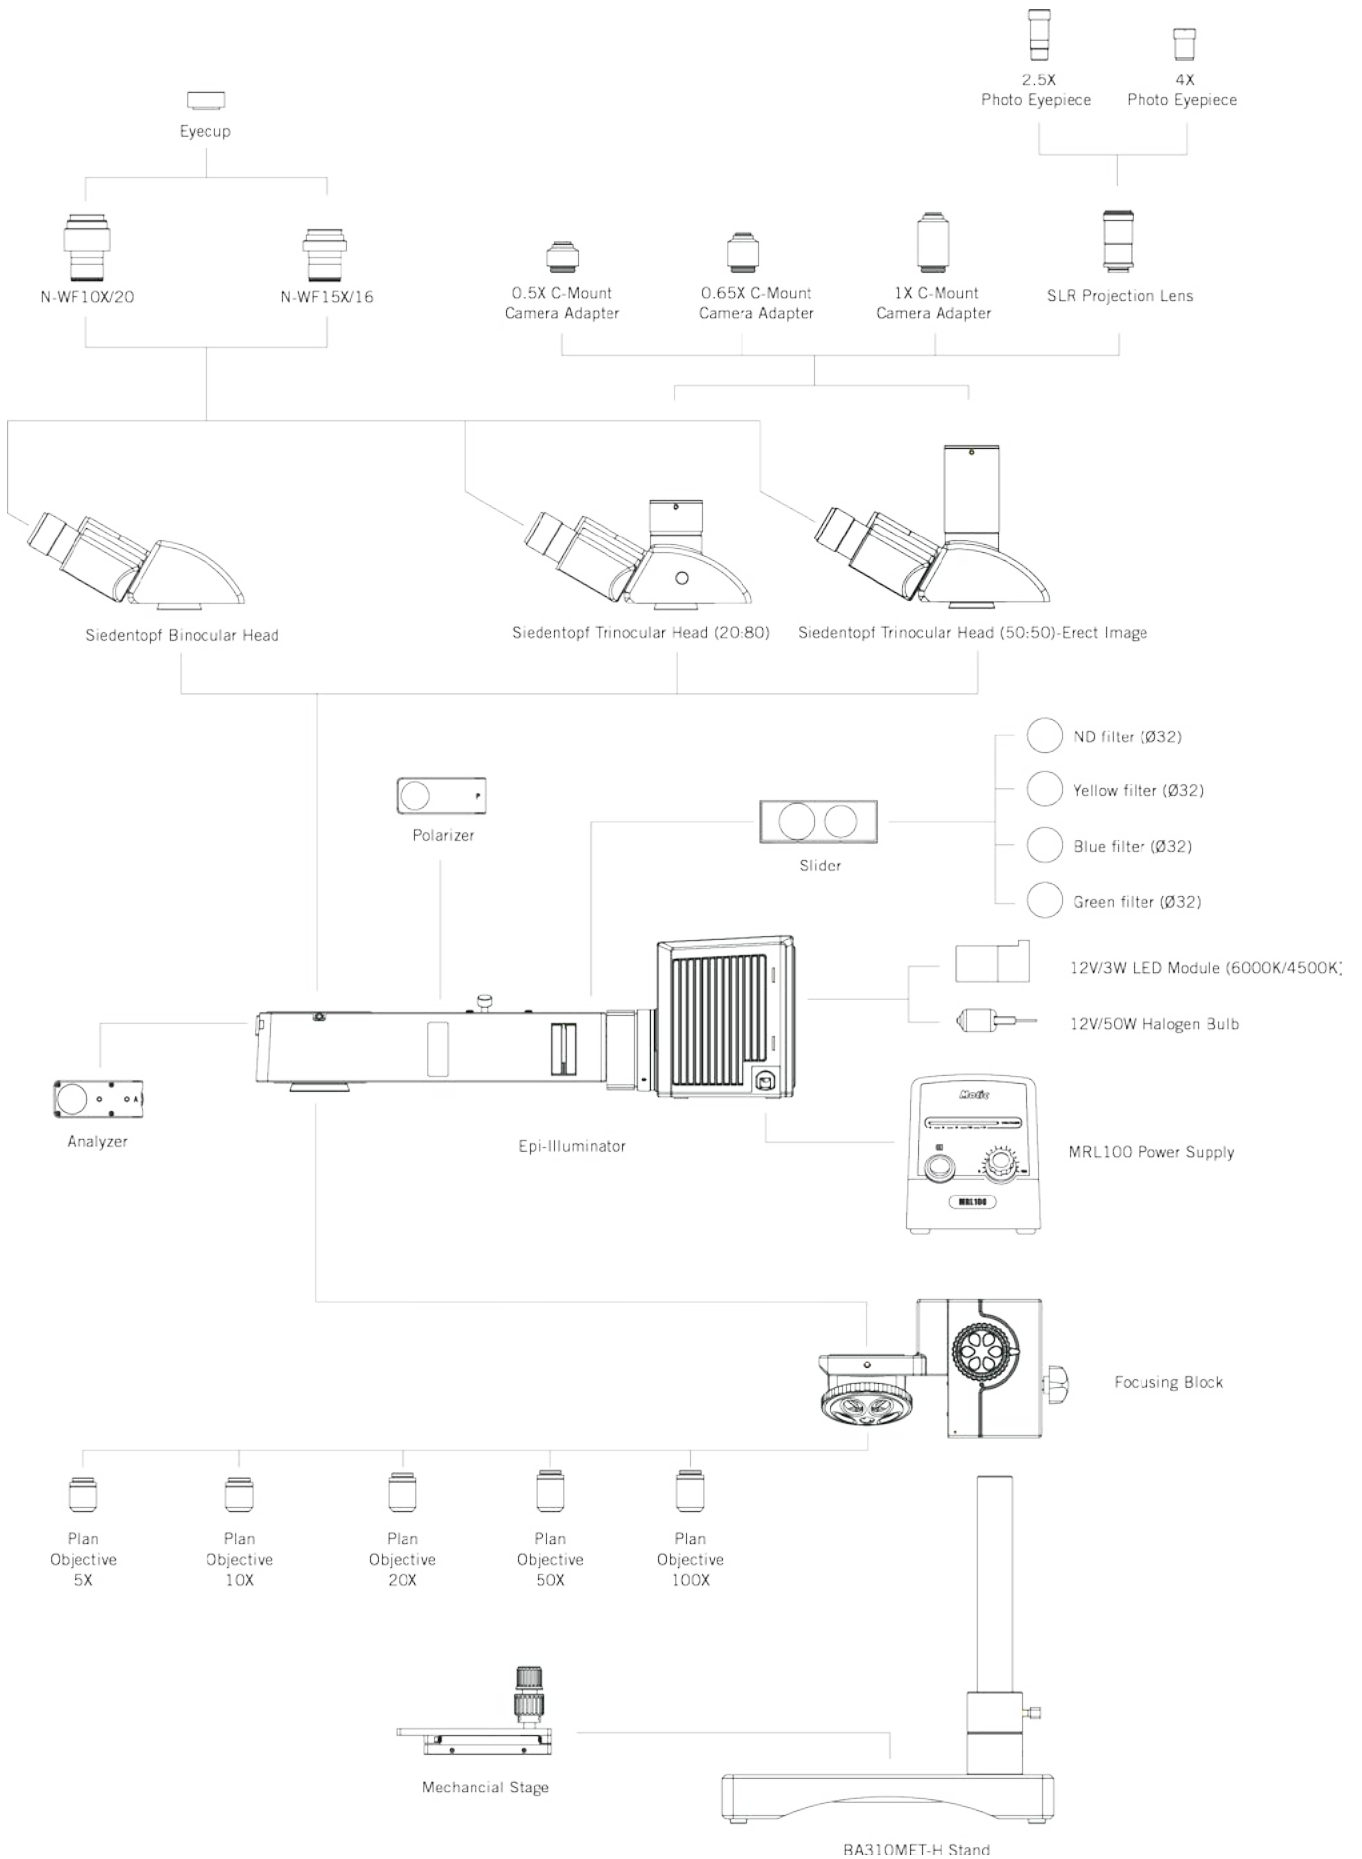 2.5X
Photo Eyepiece
4X
Photo Eyepiece
Eyecup
N-WF10X/20
N-WF15X/16
0.5X C-Mount
Camera Adapter
0.65X C-Mount
Camera Adapter
1X C-Mount
Camera Adapter
SLR Projection Lens
Siedentopf Binocular Head
Siedentopf Trinocular Head (20:80)
Siedentopf Trinocular Head (50:50)-Erect Image
ND filter (Ø32)
Yellow filter (Ø32)
Blue filter (Ø32)
Green filter (Ø32)
P
Polarizer
Slider
12V/3W LED Module (6000K/4500K)
12V/50W Halogen Bulb
A
Analyzer
Epi-Illuminator
Motic
MRL100
MRL100 Power Supply
Focusing Block
Plan
Objective
5X
Plan
Objective
10X
Plan
Objective
20X
Plan
Objective
50X
Plan
Objective
100X
Mechancial Stage
BA310MET-H Stand